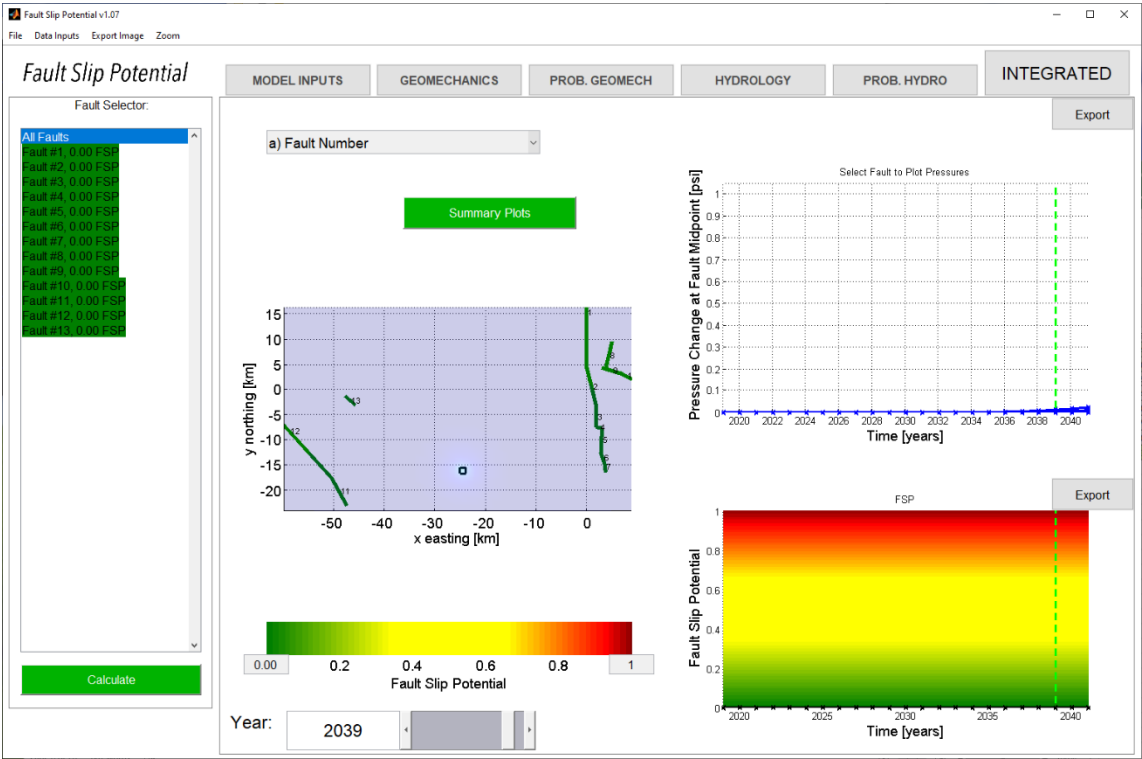 Fault Slip Potential v1.07
File Data Inputs Export Image Zoom
Fault Slip Potential
MODEL INPUTS GEOMECHANICS PROB. GEOMECH HYDROLOGY PROB. HYDRO INTEGRATED
Fault Selector:
All Faults
Fault #1, 0.00 FSP
Fault #2, 0.00 FSP
Fault #3, 0.00 FSP
Fault #4, 0.00 FSP
Fault #5, 0.00 FSP
Fault #6, 0.00 FSP
Fault #7, 0.00 FSP
Fault #8, 0.00 FSP
Fault #9, 0.00 FSP
Fault #10, 0.00 FSP
Fault #11, 0.00 FSP
Fault #12, 0.00 FSP
Fault #13, 0.00 FSP
Calculate
Export
a) Fault Number
Summary Plots
15
10
5
0
-5
-10
-15
-20
y northing [km]
-50 -40 -30 -20 -10 0
x easting [km]
1
2
3
4
5
6
7
8
9
11
12
13
0.00 0.2 0.4 0.6 0.8 1
Fault Slip Potential
Year: 2039
Select Fault to Plot Pressures
Pressure Change at Fault Midpoint [psi]
1
0.9
0.8
0.7
0.6
0.5
0.4
0.3
0.2
0.1
0
2020 2022 2024 2026 2028 2030 2032 2034 2036 2038 2040
Time [years]
Export
FSP
Fault Slip Potential
1
0.8
0.6
0.4
0.2
0
2020 2025 2030 2035 2040
Time [years]